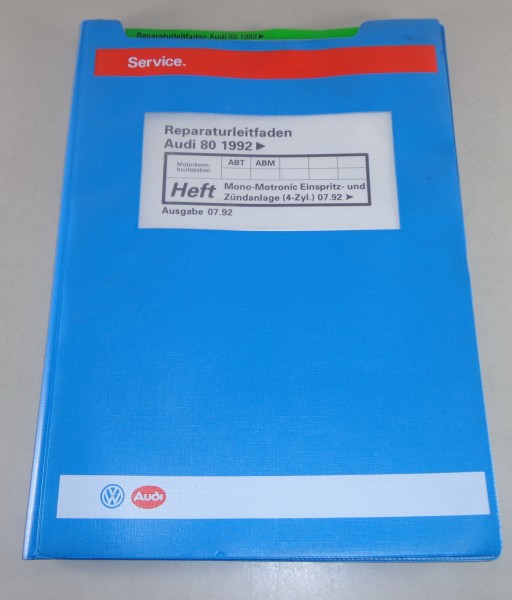 Reparaturleitfaden Audi 80 1992 ►
Service.
Reparaturleitfaden
Audi 80 1992 ►
Motorkenn-
buchstaben
ABT ABM
Heft
Mono-Motronic Einspritz- und
Zündanlage (4-Zyl.) 07.92 ➤
Ausgabe 07.92
VW Audi